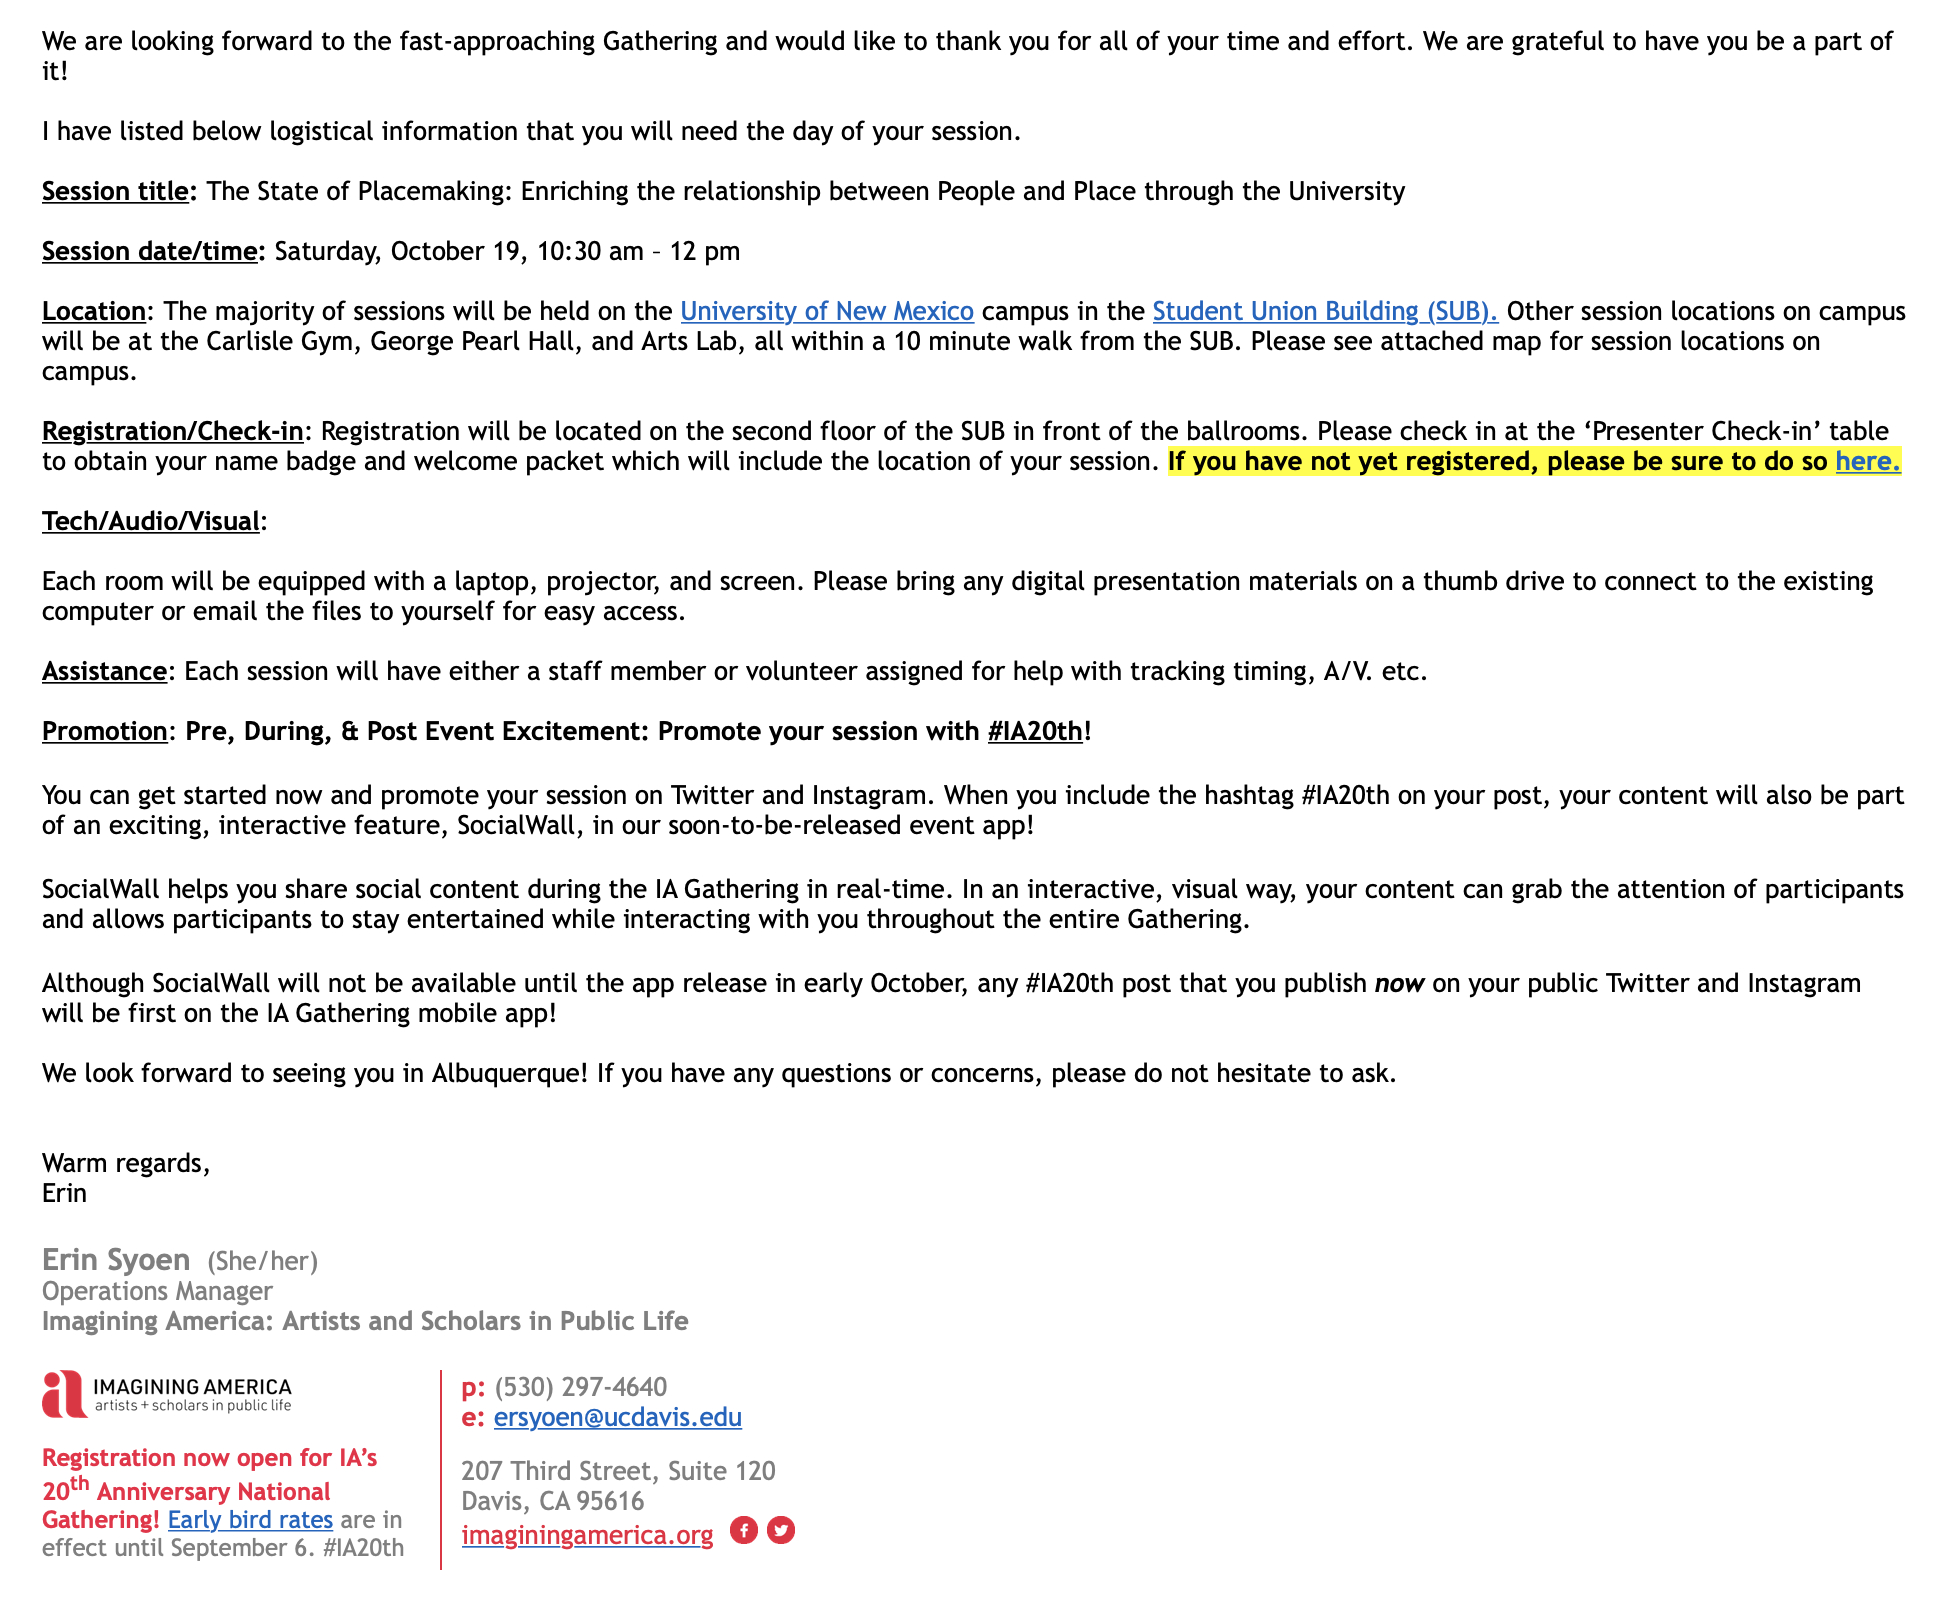 We are looking forward to the fast-approaching Gathering and would like to thank you for all of your time and effort. We are grateful to have you be a part of
it!
I have listed below logistical information that you will need the day of your session.
Session title: The State of Placemaking: Enriching the relationship between People and Place through the University
Session date/time: Saturday, October 19, 10:30 am – 12 pm
Location: The majority of sessions will be held on the University of New Mexico campus in the Student Union Building (SUB). Other session locations on campus
will be at the Carlisle Gym, George Pearl Hall, and Arts Lab, all within a 10 minute walk from the SUB. Please see attached map for session locations on
campus.
Registration/Check-in: Registration will be located on the second floor of the SUB in front of the ballrooms. Please check in at the ‘Presenter Check-in’ table
to obtain your name badge and welcome packet which will include the location of your session. If you have not yet registered, please be sure to do so here.
Tech/Audio/Visual:
Each room will be equipped with a laptop, projector, and screen. Please bring any digital presentation materials on a thumb drive to connect to the existing
computer or email the files to yourself for easy access.
Assistance: Each session will have either a staff member or volunteer assigned for help with tracking timing, A/V. etc.
Promotion: Pre, During, & Post Event Excitement: Promote your session with #IA20th!
You can get started now and promote your session on Twitter and Instagram. When you include the hashtag #IA20th on your post, your content will also be part
of an exciting, interactive feature, SocialWall, in our soon-to-be-released event app!
SocialWall helps you share social content during the IA Gathering in real-time. In an interactive, visual way, your content can grab the attention of participants
and allows participants to stay entertained while interacting with you throughout the entire Gathering.
Although SocialWall will not be available until the app release in early October, any #IA20th post that you publish now on your public Twitter and Instagram
will be first on the IA Gathering mobile app!
We look forward to seeing you in Albuquerque! If you have any questions or concerns, please do not hesitate to ask.
Warm regards,
Erin
Erin Syoen (She/her)
Operations Manager
Imagining America: Artists and Scholars in Public Life
IMAGINING AMERICA
artists + scholars in public life
Registration now open for IA’s
20th Anniversary National
Gathering! Early bird rates are in
effect until September 6. #IA20th
p: (530) 297-4640
e: ersyoen@ucdavis.edu
207 Third Street, Suite 120
Davis, CA 95616
imaginingamerica.org